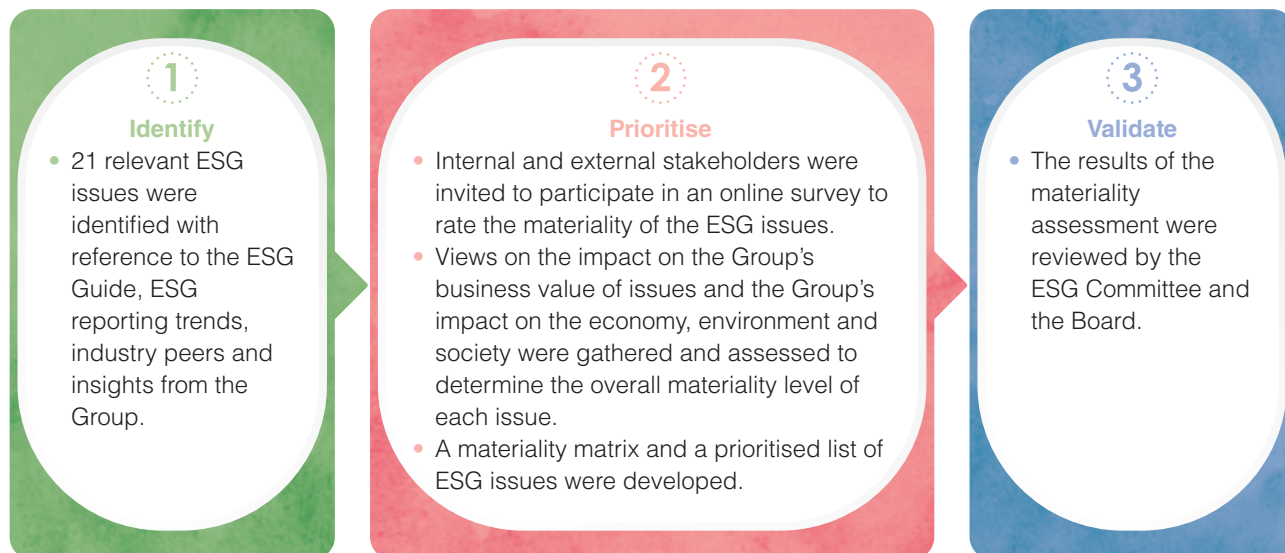 1
Identify
• 21 relevant ESG
issues were
identified with
reference to the ESG
Guide, ESG
reporting trends,
industry peers and
insights from the
Group.
2
Prioritise
• Internal and external stakeholders were
invited to participate in an online survey to
rate the materiality of the ESG issues.
• Views on the impact on the Group's
business value of issues and the Group's
impact on the economy, environment and
society were gathered and assessed to
determine the overall materiality level of
each issue.
• A materiality matrix and a prioritised list of
ESG issues were developed.
3
Validate
• The results of the
materiality
assessment were
reviewed by the
ESG Committee and
the Board.